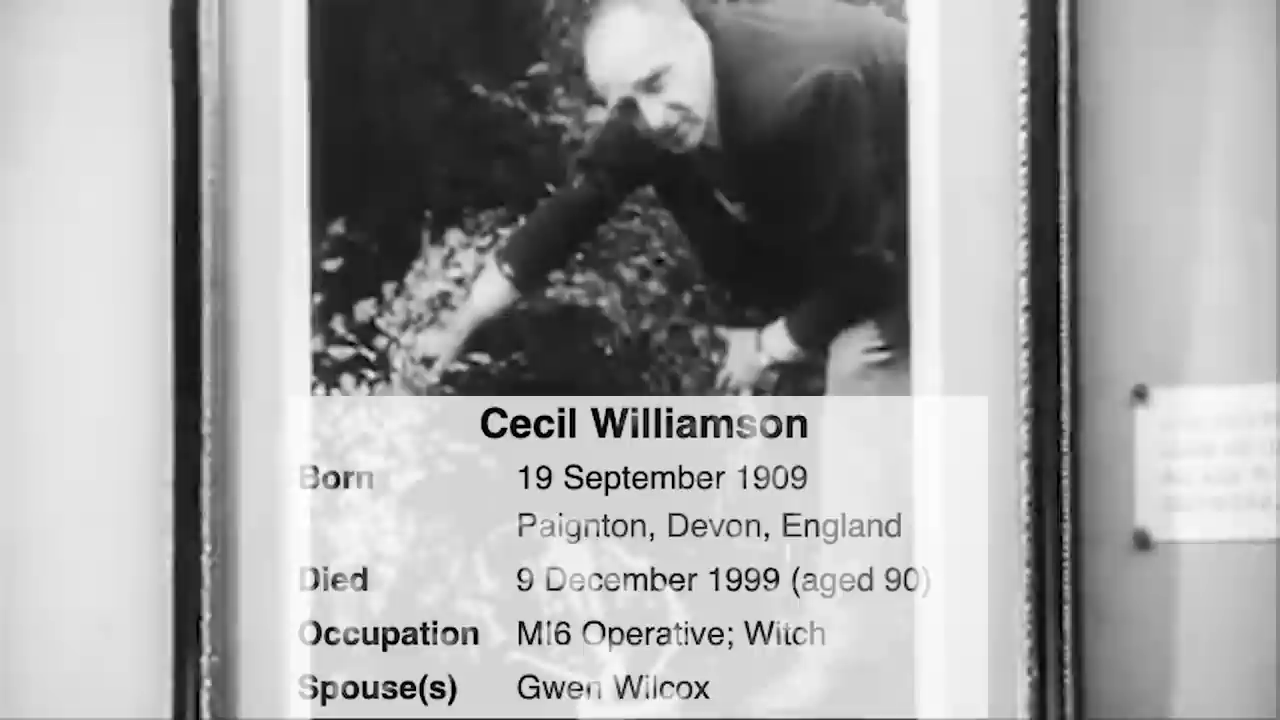 Cecil Williamson
Born 19 September 1909
Paignton, Devon, England
Died 9 December 1999 (aged 90)
Occupation MI6 Operative; Witch
Spouse(s) Gwen Wilcox